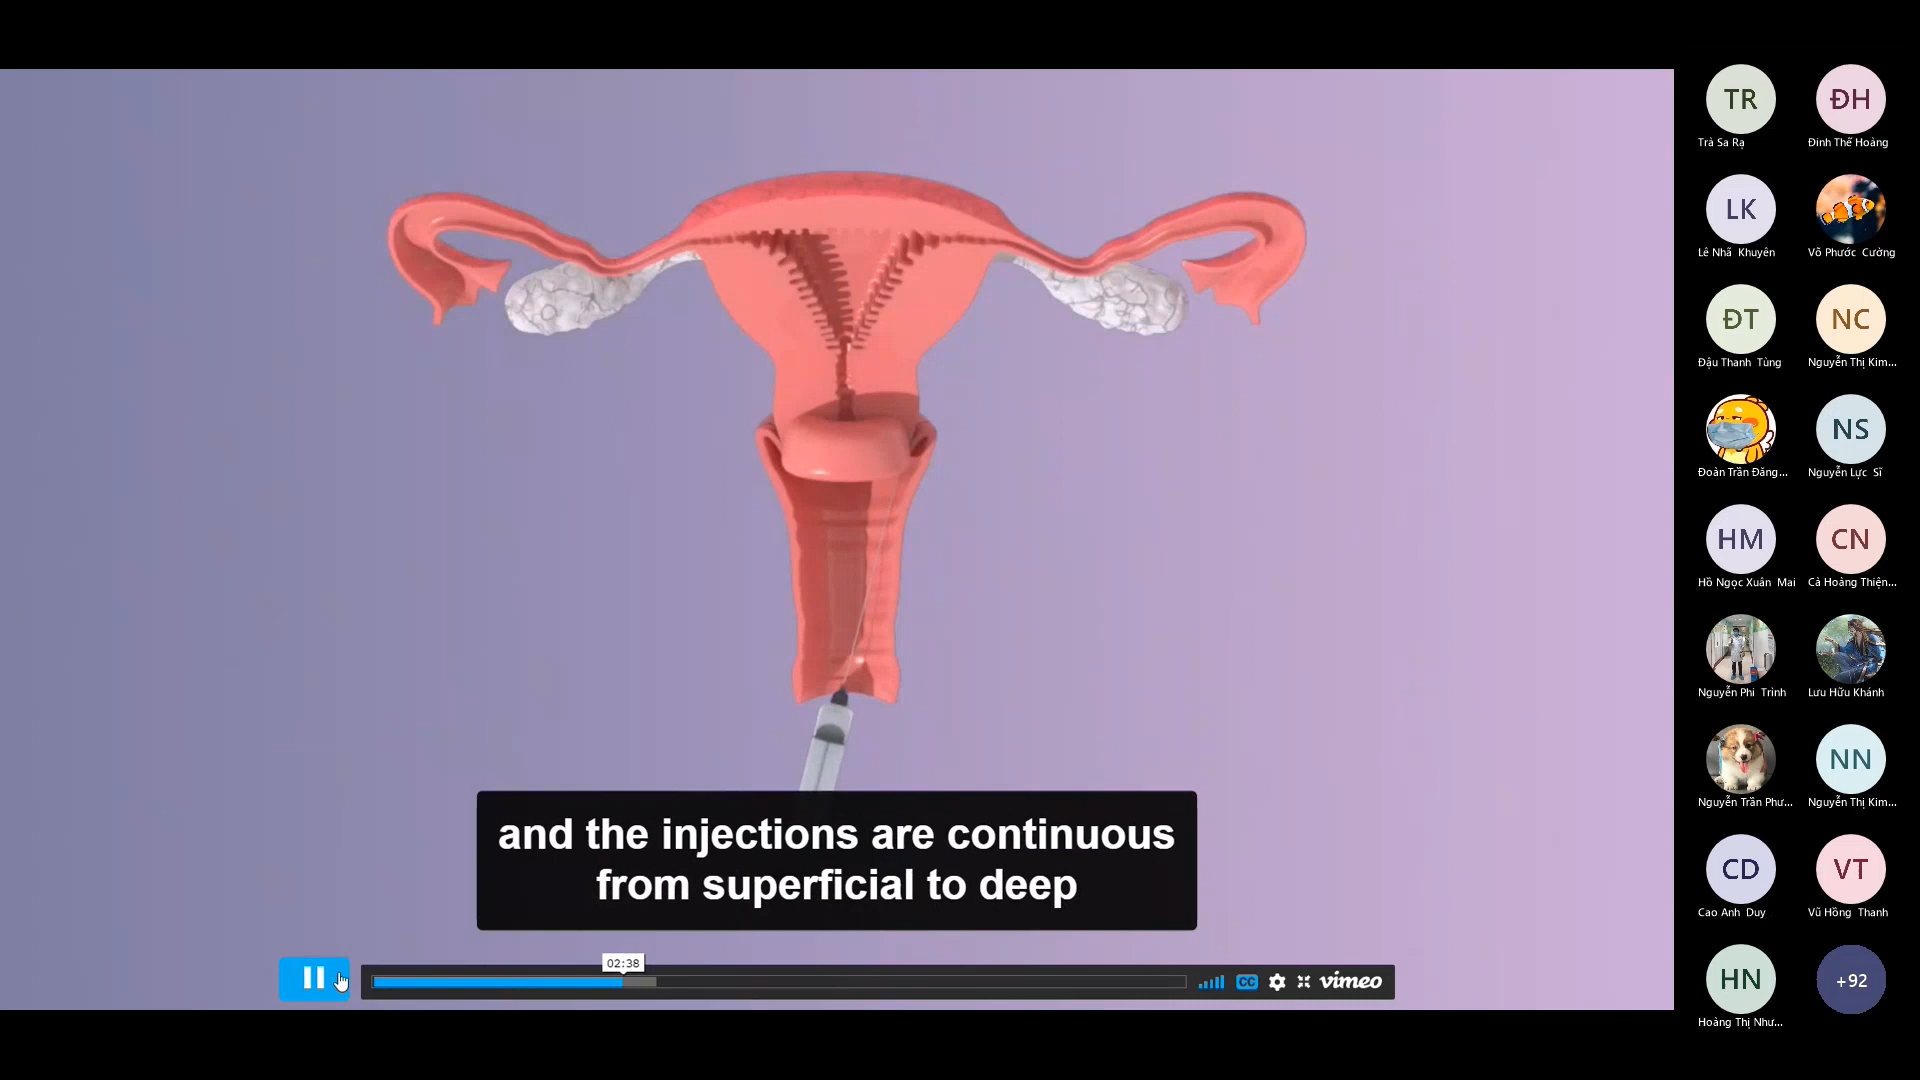 TR
ĐH
Trà Sa Rạ
Đinh Thế Hoàng
LK
Lê Nhã Khuyên
Võ Phước Cường
ĐT
NC
Đậu Thanh Tùng
Nguyễn Thị Kim...
NS
Đoàn Trần Đăng...
Nguyễn Lực Sĩ
HM
CN
Hồ Ngọc Xuân Mai
Cà Hoàng Thiện...
Nguyễn Phi Trinh
Lưu Hữu Khánh
NN
Nguyễn Trần Phư...
Nguyễn Thị Kim...
and the injections are continuous
from superficial to deep
CD
VT
Cao Anh Duy
Vũ Hồng Thanh
02:38
CC
vimeo
HN
+92
Hoàng Thị Như...